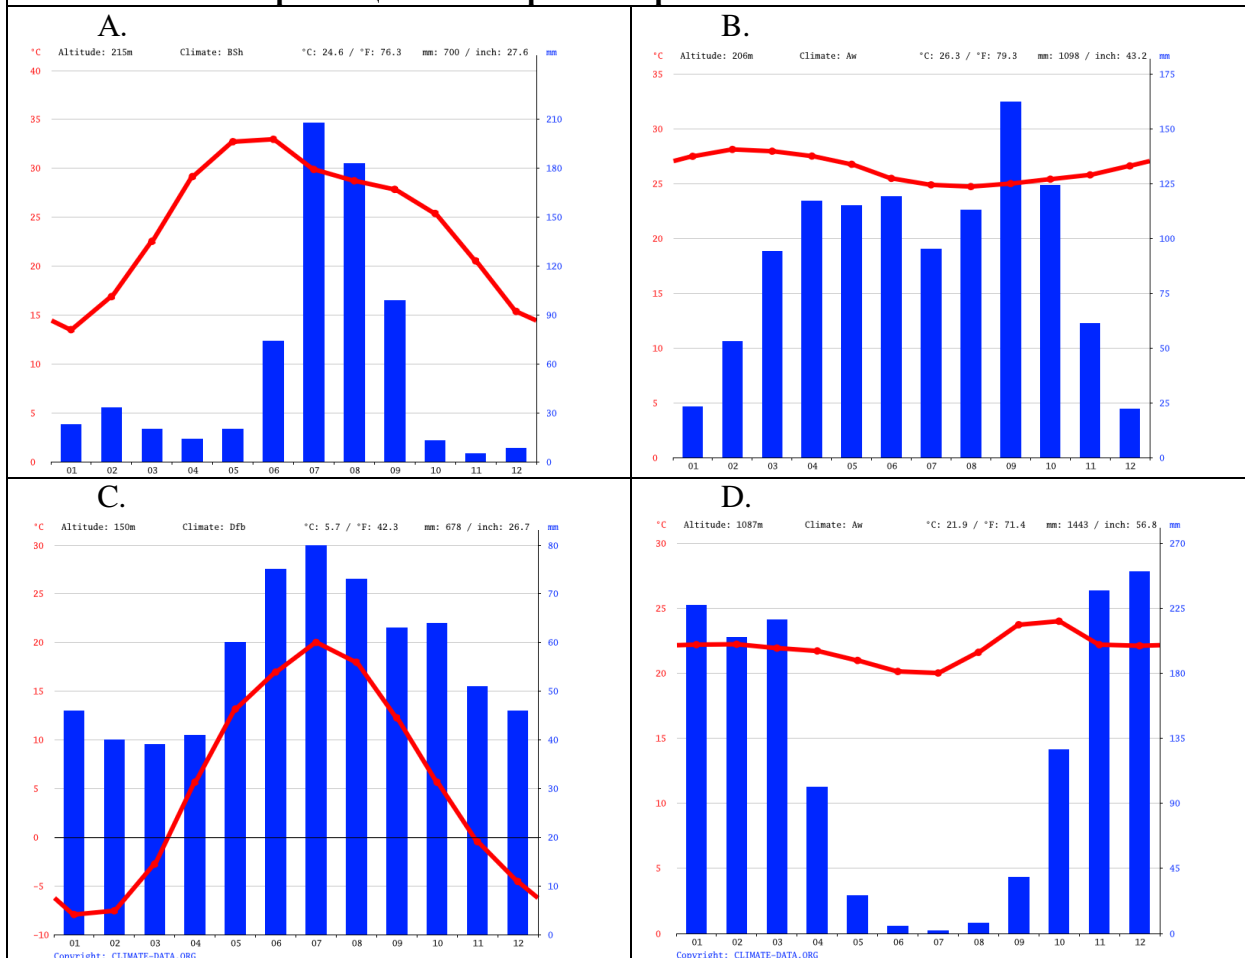 A.
°C Altitude: 215m Climate: BSh °C: 24.6 / °F: 76.3 mm: 700 / inch: 27.6 mm
40
35 210
30 180
25 150
20 120
15 90
10 60
5 30
0 0
01 02 03 04 05 06 07 08 09 10 11 12
B.
°C Altitude: 206m Climate: Aw °C: 26.3 / °F: 79.3 mm: 1098 / inch: 43.2 mm
35 175
30 150
25 125
20 100
15 75
10 50
5 25
0 0
01 02 03 04 05 06 07 08 09 10 11 12
C.
°C Altitude: 150m Climate: Dfb °C: 5.7 / °F: 42.3 mm: 678 / inch: 26.7 mm
30 80
25 70
20 60
15 50
10 40
5 30
0 20
-5 10
-10 0
01 02 03 04 05 06 07 08 09 10 11 12
Copyright: CLIMATE-DATA.ORG
D.
°C Altitude: 1087m Climate: Aw °C: 21.9 / °F: 71.4 mm: 1443 / inch: 56.8 mm
30 270
25 225
20 180
15 135
10 90
5 45
0 0
01 02 03 04 05 06 07 08 09 10 11 12
Copyright: CLIMATE-DATA.ORG